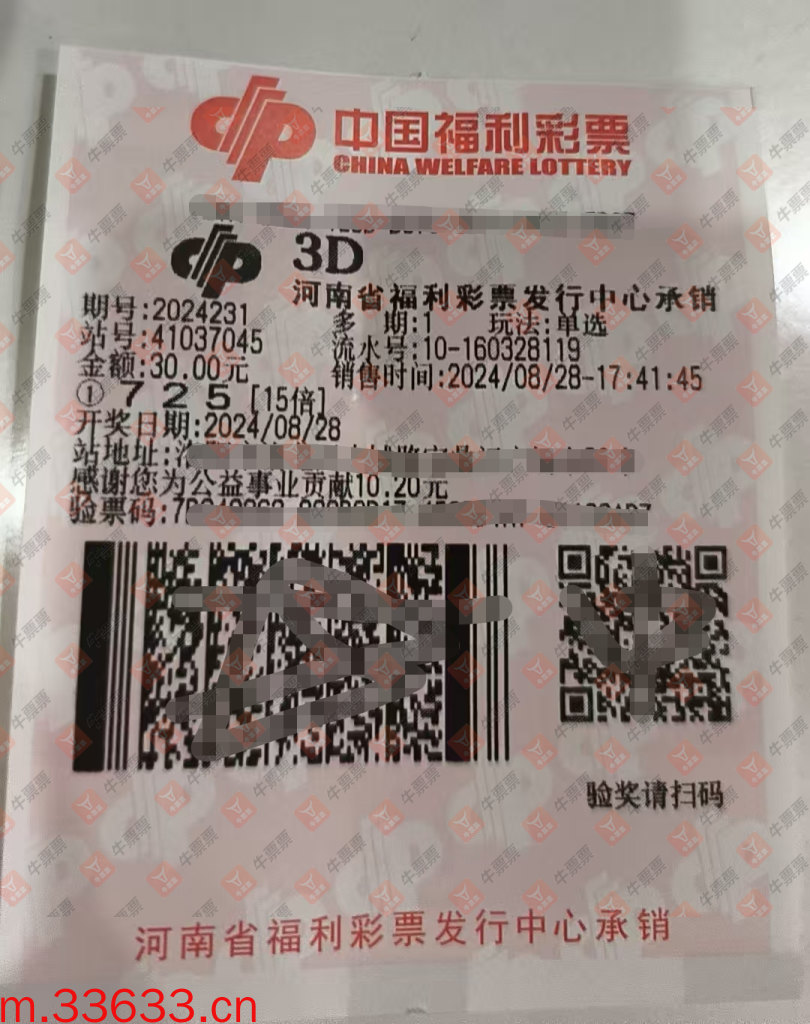 中国福利彩票
CHINA WELFARE LOTTERY
3D
河南省福利彩票发行中心承销
期号:2024231 多 期:1 玩法:单选
站号:41037045 流水号:10-160328119
金额:30.00元 销售时间:2024/08/28-17:41:45
① 7 2 5 [15倍]
开奖日期:2024/08/28
站地址:
感谢您为公益事业贡献10.20元
验票码:
验奖请扫码
河南省福利彩票发行中心承销
m.33633.cn
牛票票